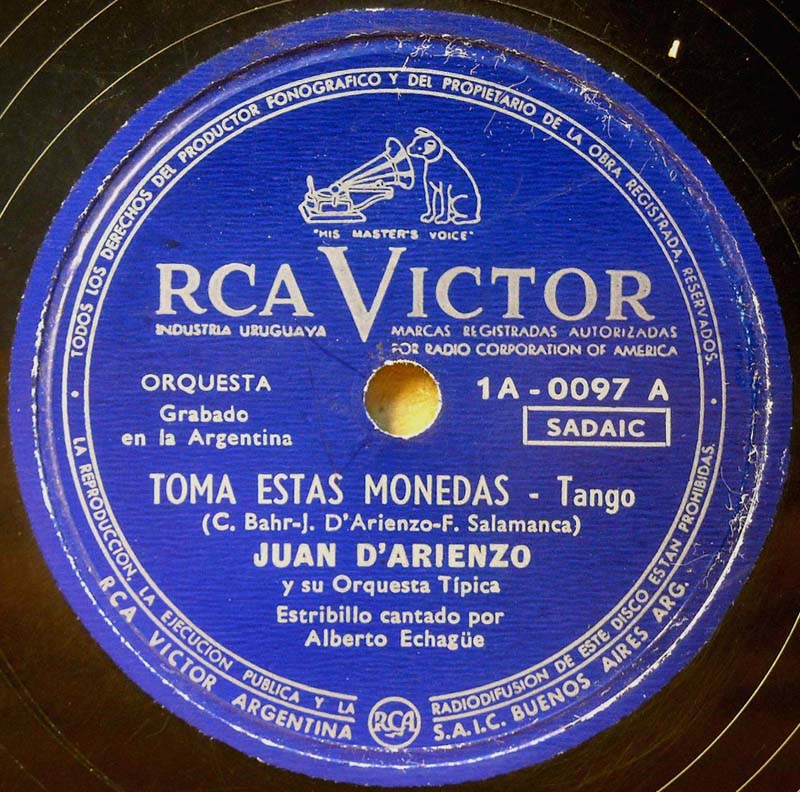 TODOS LOS DERECHOS DEL PRODUCTOR FONOGRAFICO Y DEL PROPIETARIO DE LA OBRA REGISTRADA, RESERVADOS.
"HIS MASTER'S VOICE"
RCA VICTOR
INDUSTRIA URUGUAYA
MARCAS REGISTRADAS AUTORIZADAS
POR RADIO CORPORATION OF AMERICA
ORQUESTA
Grabado
en la Argentina
1A-0097 A
SADAIC
TOMA ESTAS MONEDAS - Tango
(C. Bahr-J. D'Arienzo-F. Salamanca)
JUAN D'ARIENZO
y su Orquesta Típica
Estribillo cantado por
Alberto Echagüe
LA REPRODUCCION, LA EJECUCION PUBLICA Y LA RADIODIFUSION DE ESTE DISCO ESTAN PROHIBIDAS.
RCA VICTOR ARGENTINA RCA S.A.I.C. BUENOS AIRES ARG.